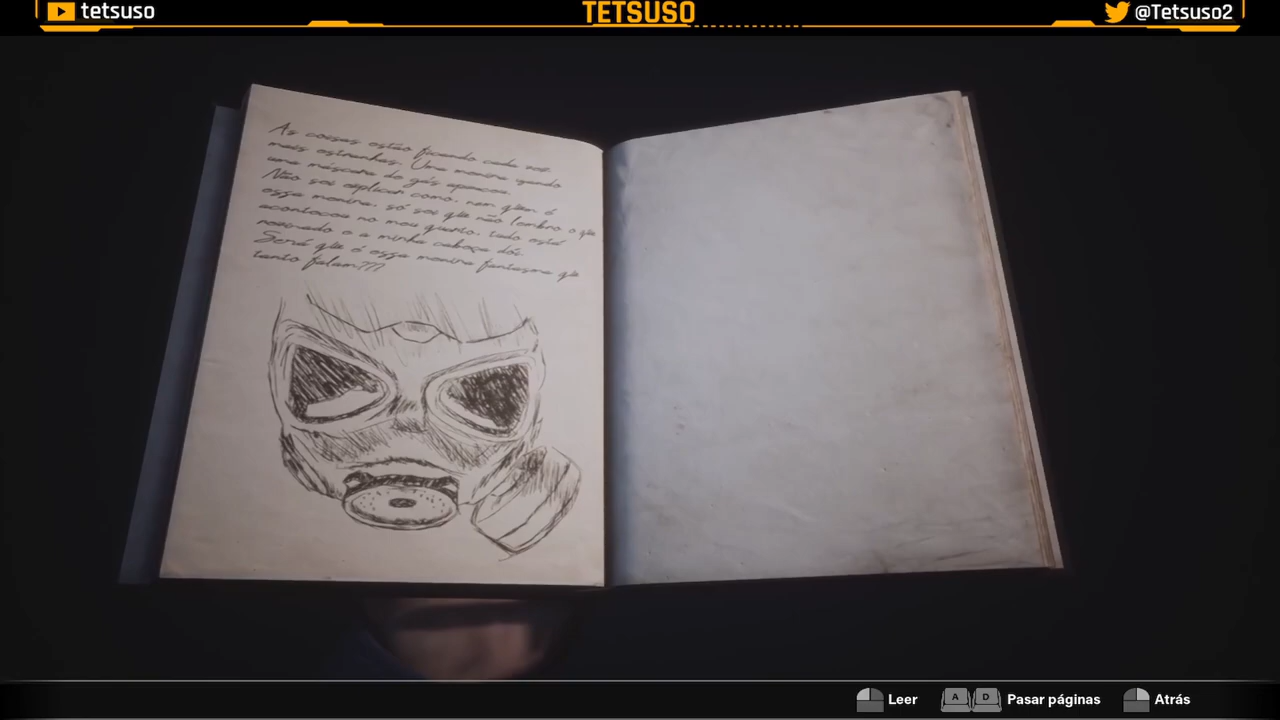 tetsuso
TETSUSO
@Tetsuso2
As coisas estão ficando cada vez
mais estranhas. Uma menina usando
uma máscara de gás apareceu.
Não sei explicar como, nem quem é
essa menina, só sei que não lembro o que
aconteceu no meu quarto, tudo está
revirado e a minha cabeça dói.
Será que é essa menina fantasma que
tanto falam???
Leer
A
D
Pasar páginas
Atrás